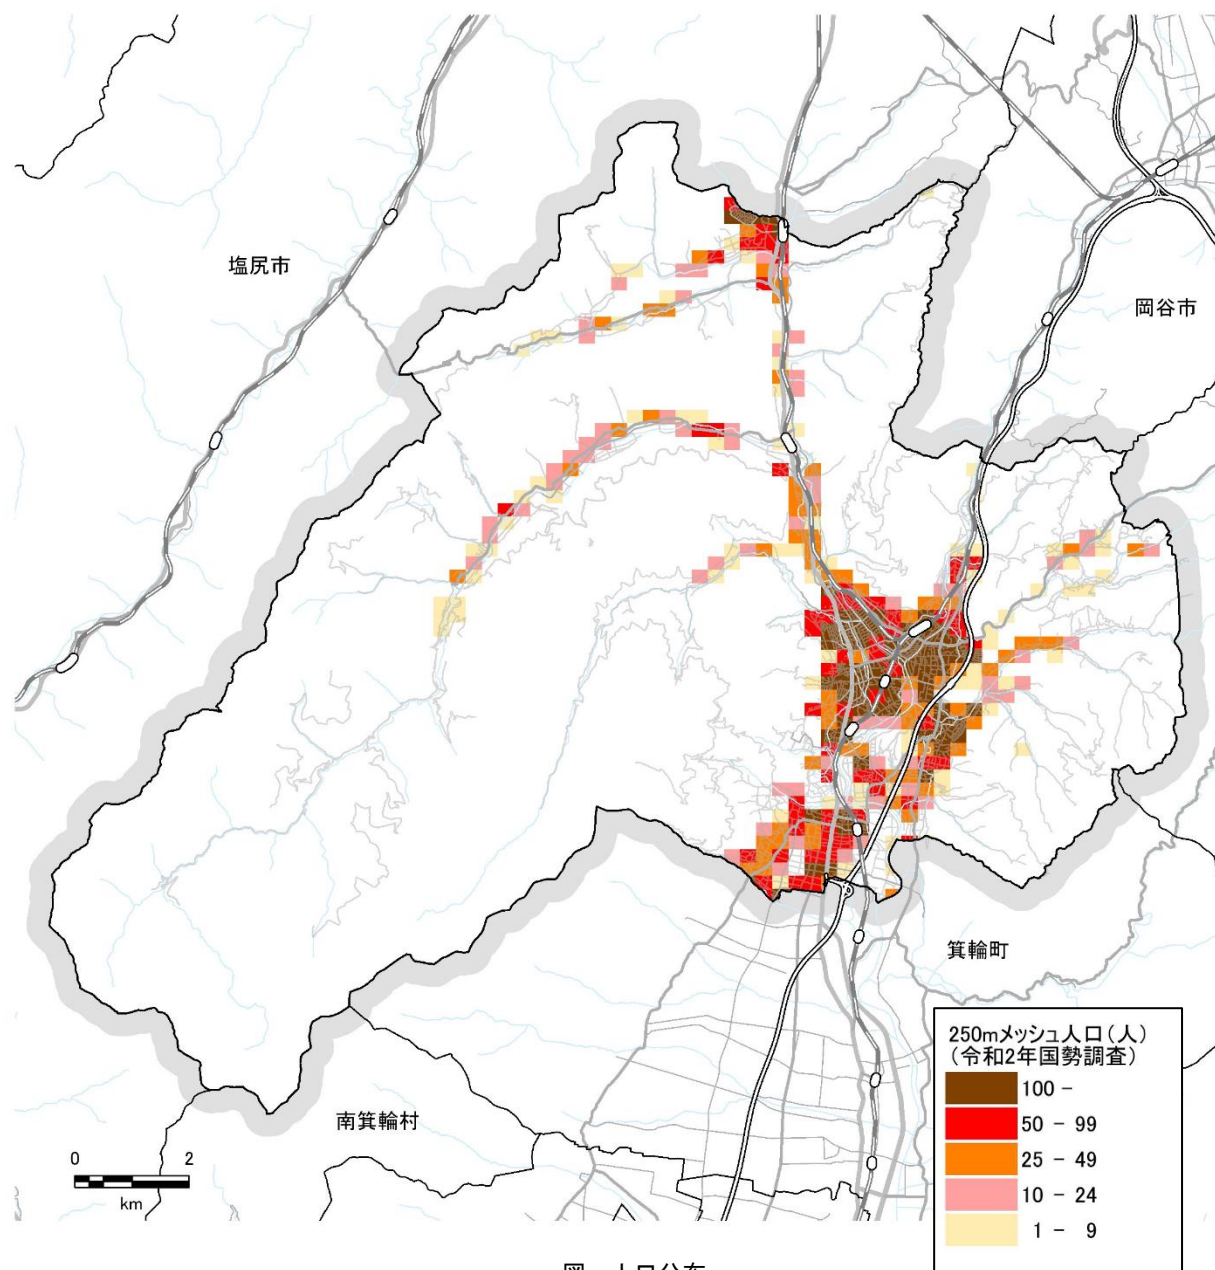 塩尻市
岡谷市
箕輪町
南箕輪村
0 2
km
250mメッシュ人口(人)
(令和2年国勢調査)
100 -
50 - 99
25 - 49
10 - 24
1 - 9